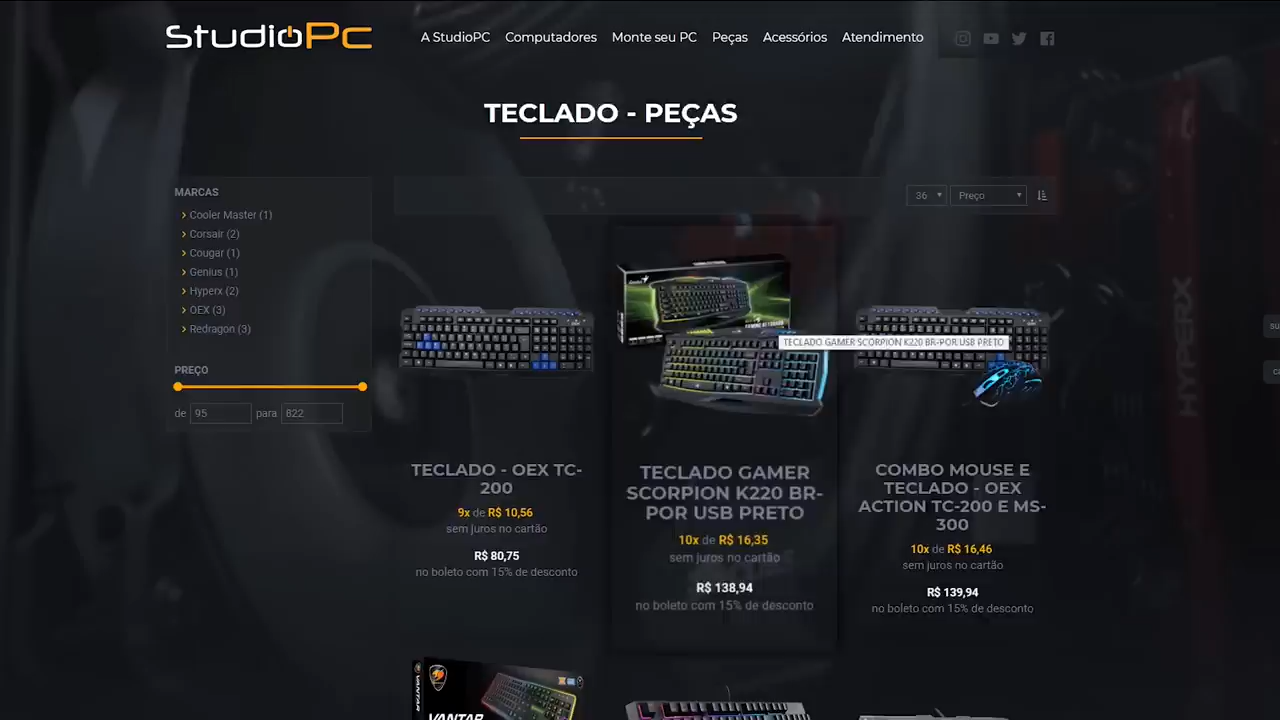 StudioPc
A StudioPC Computadores Monte seu PC Peças Acessórios Atendimento
TECLADO - PEÇAS
MARCAS
Cooler Master (1)
Corsair (2)
Cougar (1)
Genius (1)
Hyperx (2)
OEX (3)
Redragon (3)
PREÇO
de 95 para 822
36 Preço
TECLADO GAMER SCORPION K220 BR-POR USB PRETO
HYPERX
TECLADO - OEX TC-
200
9x de R$ 10,56
sem juros no cartão
R$ 80,75
no boleto com 15% de desconto
TECLADO GAMER
SCORPION K220 BR-
POR USB PRETO
10x de R$ 16,35
sem juros no cartão
R$ 138,94
no boleto com 15% de desconto
COMBO MOUSE E
TECLADO - OEX
ACTION TC-200 E MS-
300
10x de R$ 16,46
sem juros no cartão
R$ 139,94
no boleto com 15% de desconto
VANTAR